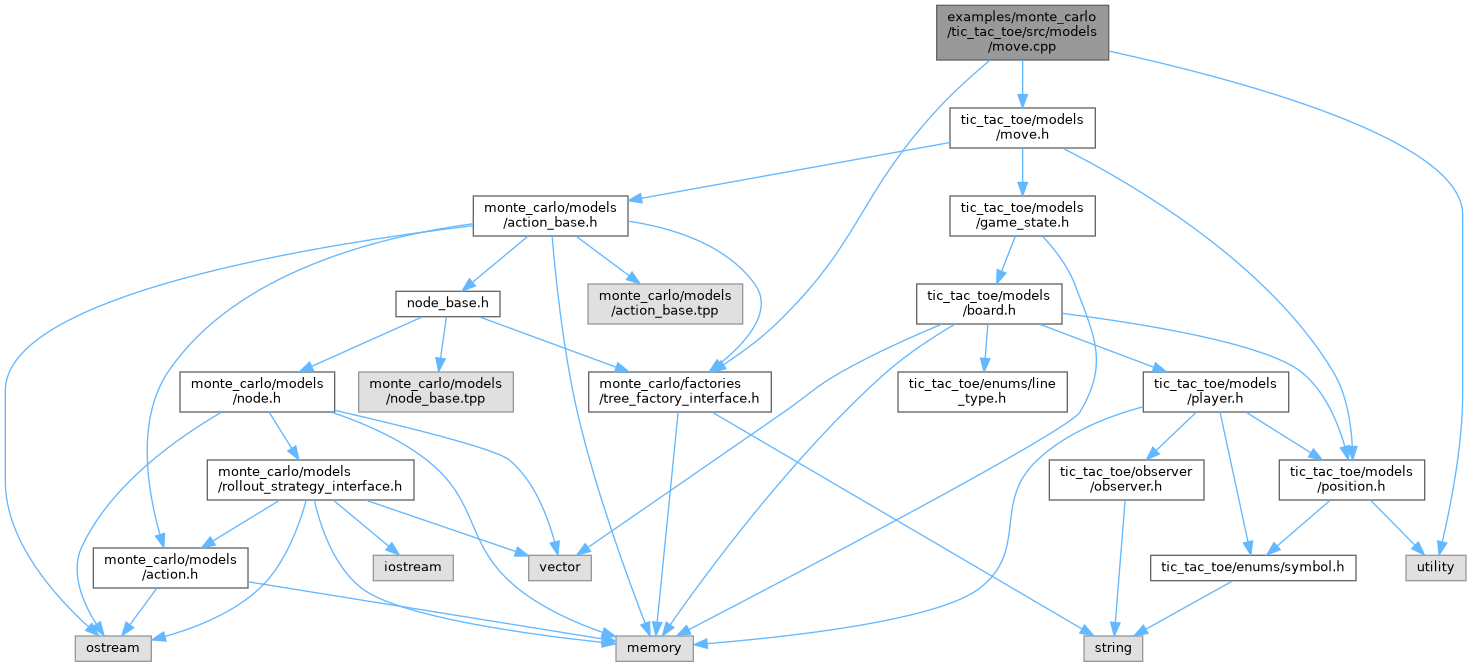 examples/monte_carlo
/tic_tac_toe/src/models
/move.cpp
tic_tac_toe/models
/move.h
monte_carlo/models
/action_base.h
tic_tac_toe/models
/game_state.h
node_base.h
monte_carlo/models
/action_base.tpp
tic_tac_toe/models
/board.h
monte_carlo/models
/node.h
monte_carlo/models
/node_base.tpp
monte_carlo/factories
/tree_factory_interface.h
tic_tac_toe/enums/line
_type.h
tic_tac_toe/models
/player.h
monte_carlo/models
/rollout_strategy_interface.h
tic_tac_toe/observer
/observer.h
tic_tac_toe/models
/position.h
monte_carlo/models
/action.h
iostream
vector
tic_tac_toe/enums/symbol.h
utility
ostream
memory
string